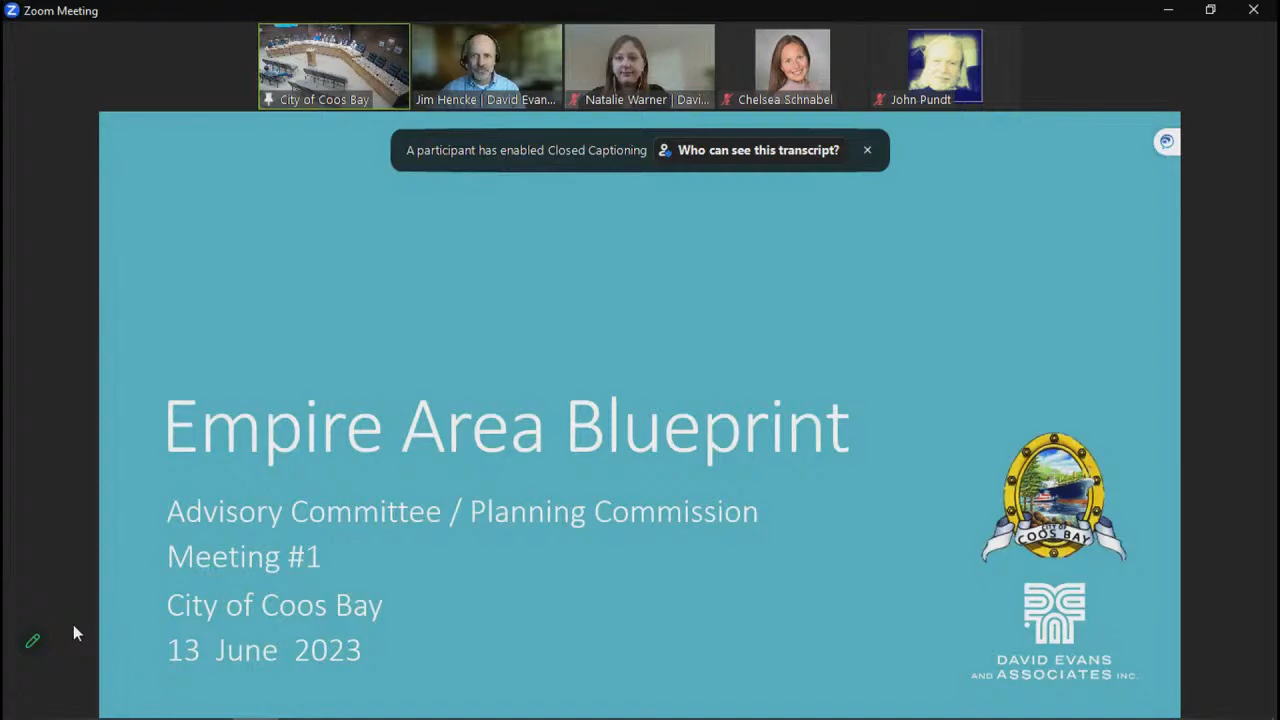 Zoom Meeting
City of Coos Bay
Jim Hencke | David Evan...
Natalie Warner | Davi...
Chelsea Schnabel
John Pundt
A participant has enabled Closed Captioning
Who can see this transcript?
Empire Area Blueprint
Advisory Committee / Planning Commission
Meeting #1
City of Coos Bay
13 June 2023
CITY OF
COOS BAY
DAVID EVANS
AND ASSOCIATES INC.